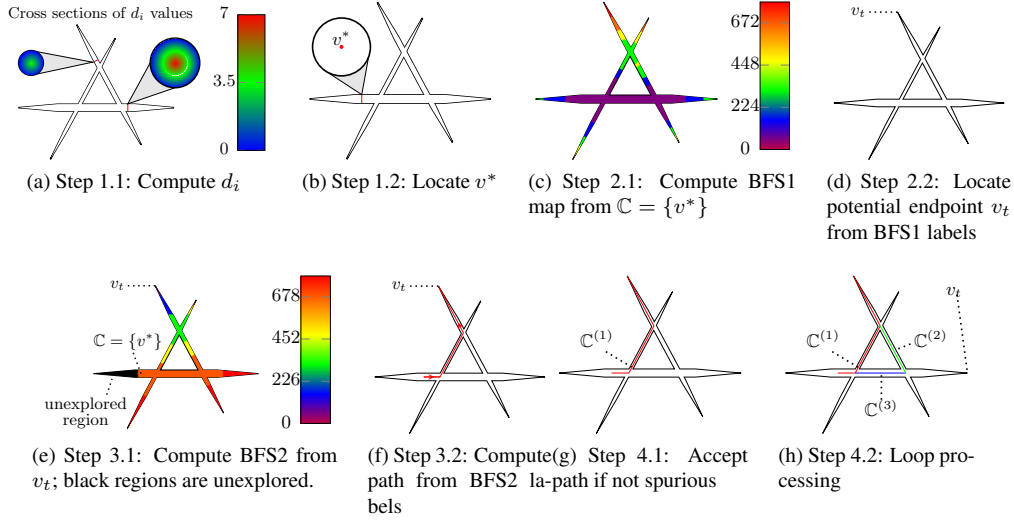 Cross sections of d_i values
7
3.5
0
v*
672
448
224
0
v_t
(a) Step 1.1: Compute d_i
(b) Step 1.2: Locate v*
(c) Step 2.1: Compute BFS1
map from ℂ = {v*}
(d) Step 2.2: Locate
potential endpoint v_t
from BFS1 labels
v_t
ℂ = {v*}
unexplored
region
678
452
226
0
v_t
ℂ^(1)
v_t
ℂ^(1)
ℂ^(2)
ℂ^(3)
(e) Step 3.1: Compute BFS2 from
v_t; black regions are unexplored.
(f) Step 3.2: Compute
path from BFS2 la-
bels
(g) Step 4.1: Accept
path if not spurious
(h) Step 4.2: Loop pro-
cessing